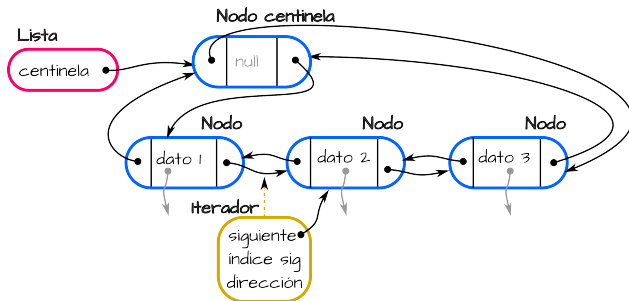 Nodo centinela
Lista
centinela
null
Nodo
Nodo
Nodo
dato 1
dato 2
dato 3
Iterador
siguiente
índice sig
dirección